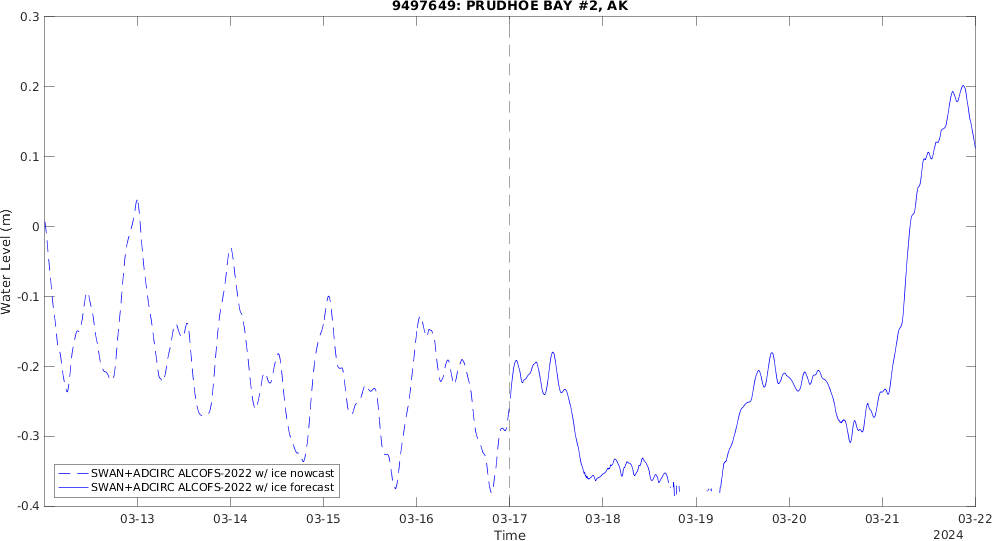 9497649: PRUDHOE BAY #2, AK
0.3
0.2
0.1
0
-0.1
-0.2
-0.3
-0.4
Water Level (m)
SWAN+ADCIRC ALCOFS-2022 w/ ice nowcast
SWAN+ADCIRC ALCOFS-2022 w/ ice forecast
03-13 03-14 03-15 03-16 03-17 03-18 03-19 03-20 03-21 03-22
Time
2024